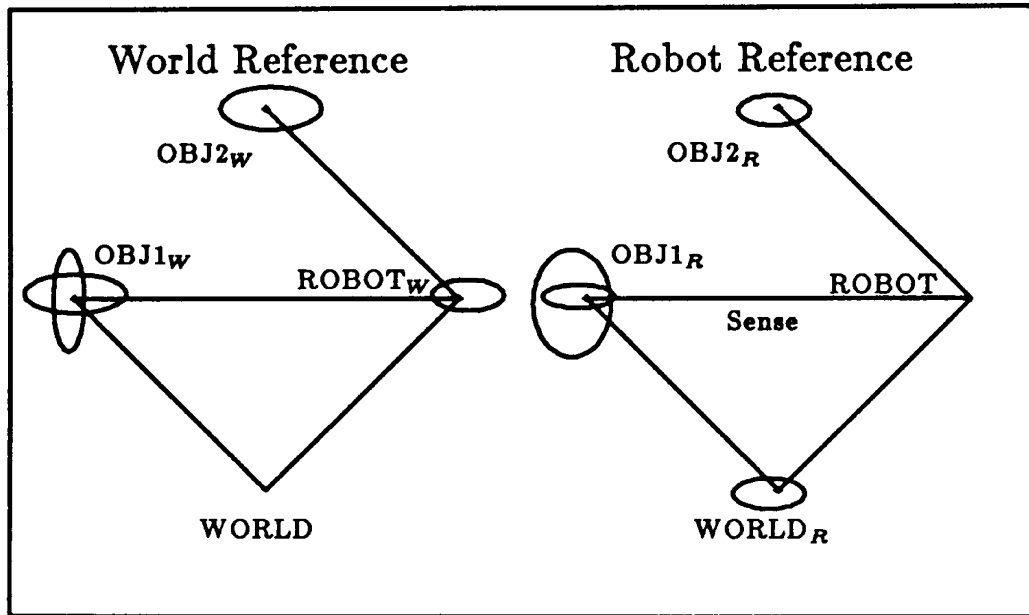 World Reference
OBJ2W
OBJ1W
ROBOTW
WORLD
Robot Reference
OBJ2R
OBJ1R
ROBOT
Sense
WORLDR